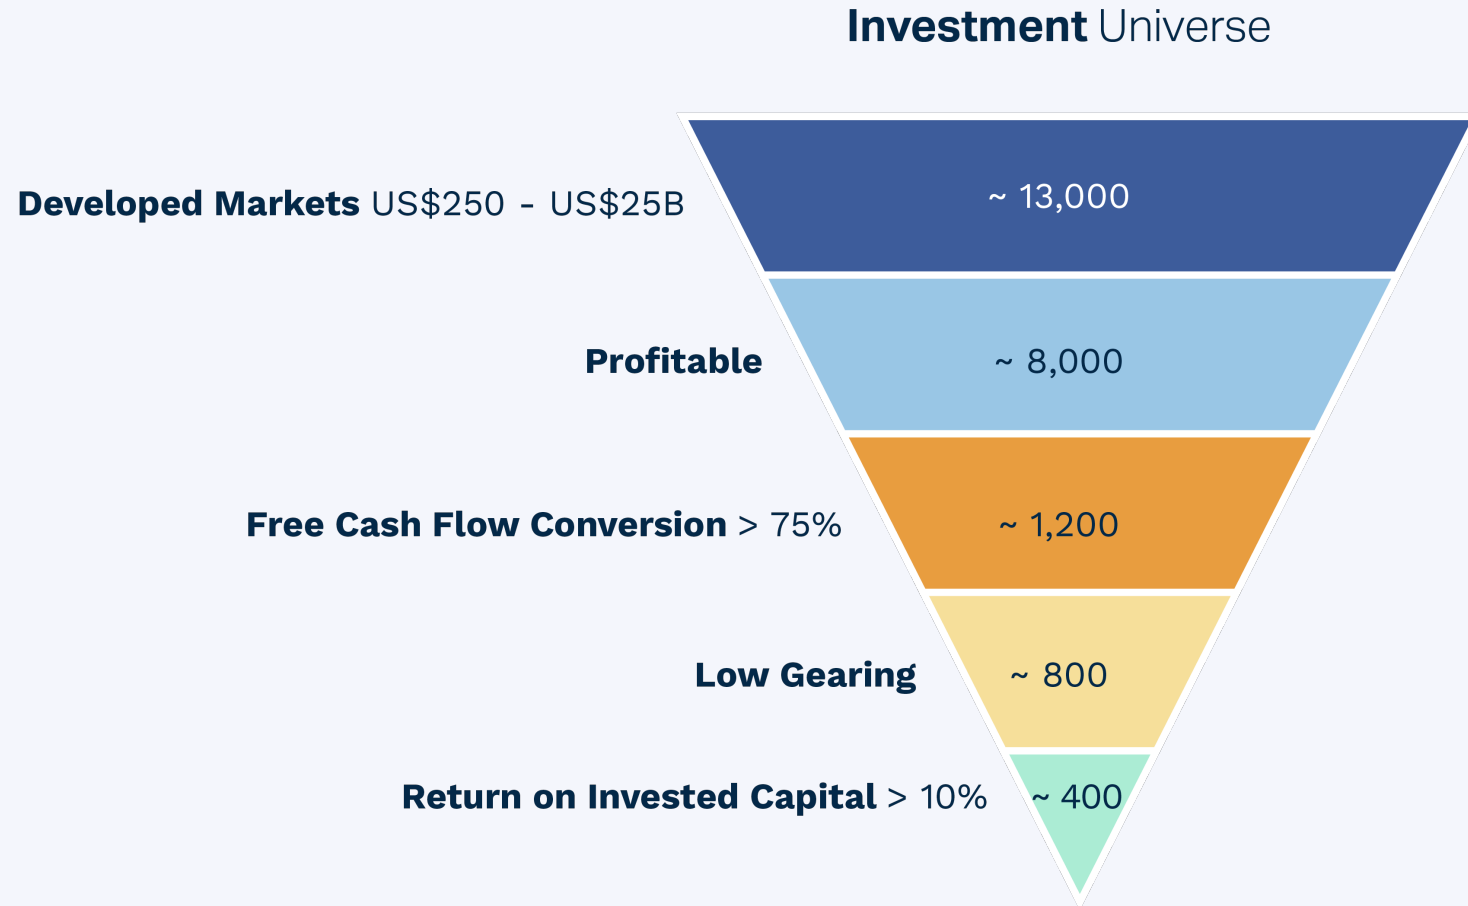 Investment Universe
Developed Markets US$250 - US$25B
~ 13,000
Profitable
~ 8,000
Free Cash Flow Conversion > 75%
~ 1,200
Low Gearing
~ 800
Return on Invested Capital > 10%
~ 400